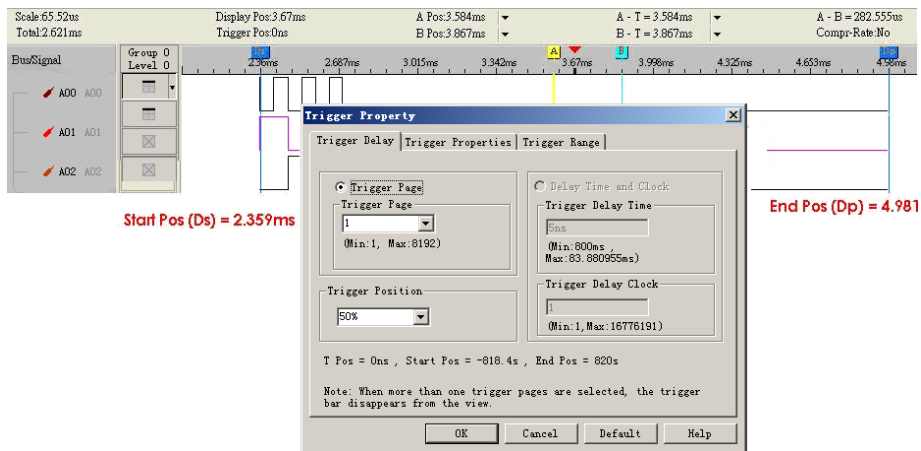 Scale:65.52us Display Pos:3.67ms A Pos:3.584ms A - T = 3.584ms A - B = 282.555us
Total:2.621ms Trigger Pos:0ns B Pos:3.867ms B - T = 3.867ms Compr-Rate:No
Bus/Signal Group 0 Level 0 Ds A B Dp
2.36ms 2.687ms 3.015ms 3.342ms 3.67ms 3.998ms 4.325ms 4.653ms 4.98ms
A00 A00
A01 A01
A02 A02
Start Pos (Ds) = 2.359ms
End Pos (Dp) = 4.981
Trigger Property
Trigger Delay Trigger Properties Trigger Range
Trigger Page
Trigger Page
1
(Min:1, Max:8192)
Trigger Position
50%
Delay Time and Clock
Trigger Delay Time
5ns
(Min:800ms ,
Max:83.880955ms)
Trigger Delay Clock
1
(Min:1,Max:16776191)
T Pos = 0ns , Start Pos = -818.4s , End Pos = 820s
Note: When more than one trigger pages are selected, the trigger
bar disappears from the view.
OK Cancel Default Help